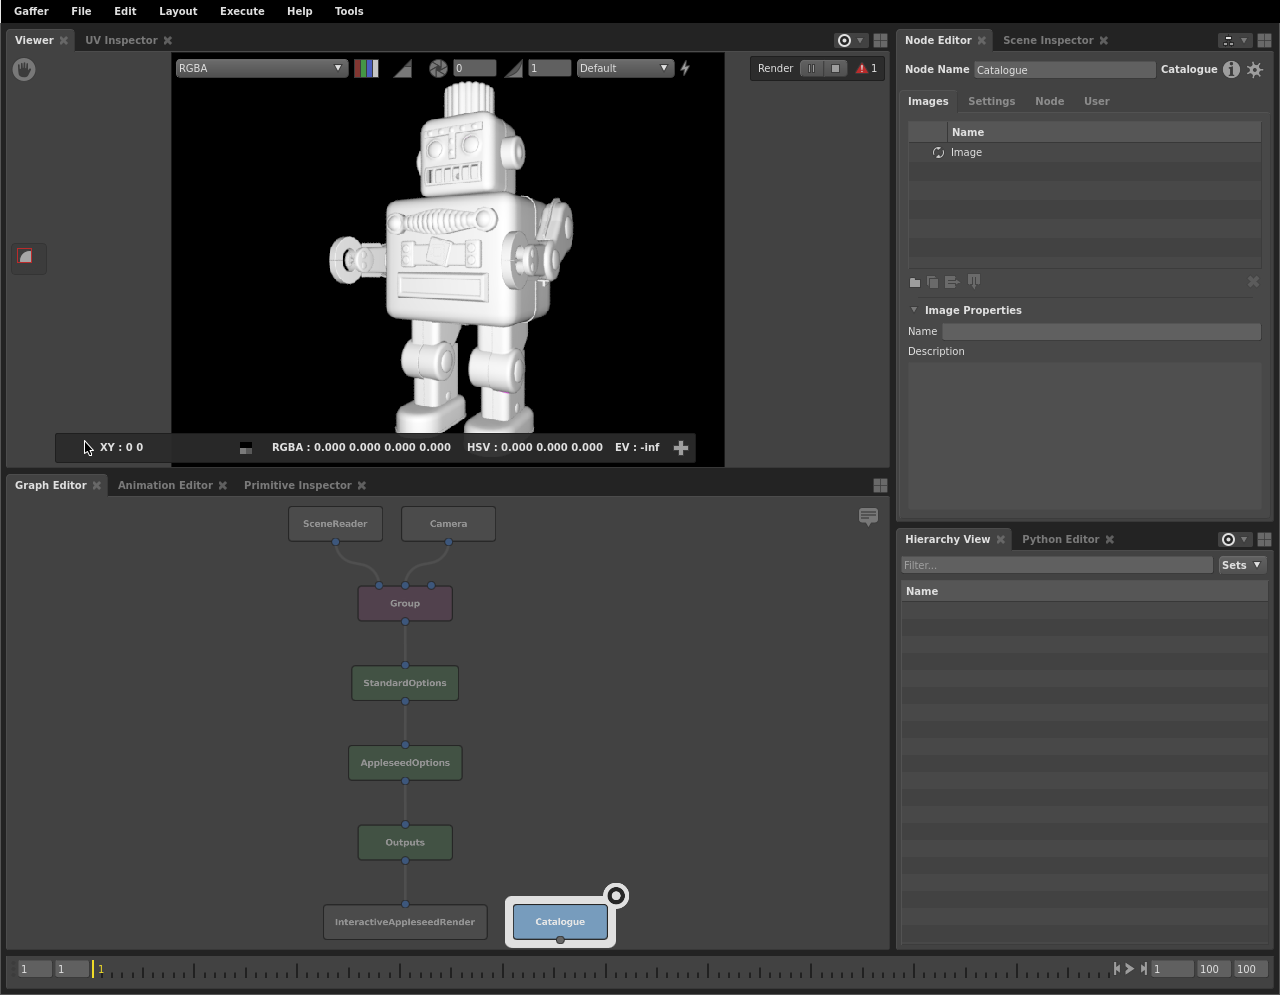 Gaffer File Edit Layout Execute Help Tools
Viewer UV Inspector
RGBA 0 1 Default
Render 1
XY : 0 0 RGBA : 0.000 0.000 0.000 0.000 HSV : 0.000 0.000 0.000 EV : -inf
Node Editor Scene Inspector
Node Name Catalogue Catalogue
Images Settings Node User
Name
Image
Image Properties
Name
Description
Graph Editor Animation Editor Primitive Inspector
SceneReader Camera
Group
StandardOptions
AppleseedOptions
Outputs
InteractiveAppleseedRender Catalogue
Hierarchy View Python Editor
Filter... Sets
Name
1 1 1 1 100 100